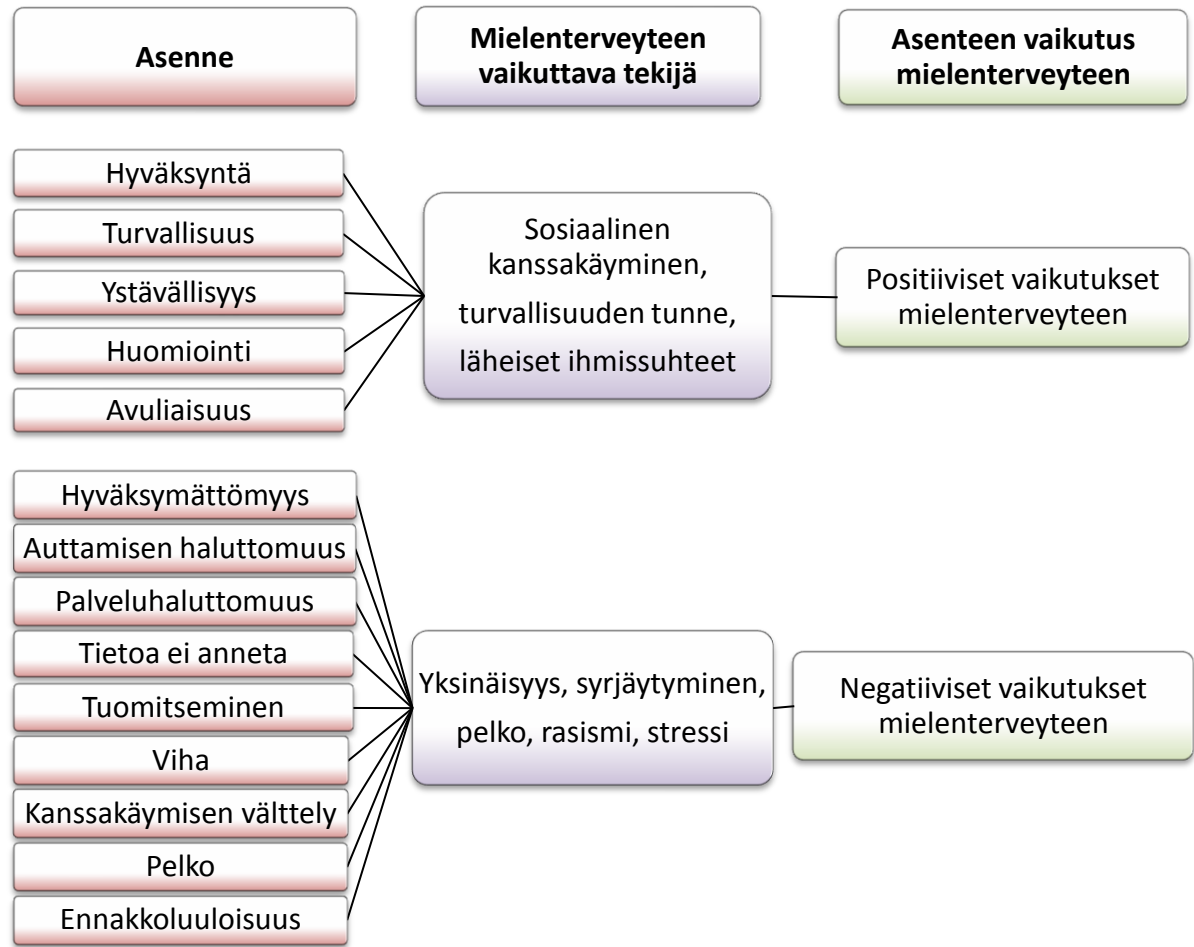 Asenne
Mielenterveyteen
vaikuttava tekijä
Asenteen vaikutus
mielenterveyteen
Hyväksyntä
Turvallisuus
Ystävällisyys
Huomiointi
Avuliaisuus
Sosiaalinen
kanssakäyminen,
turvallisuuden tunne,
läheiset ihmissuhteet
Positiiviset vaikutukset
mielenterveyteen
Hyväksymättömyys
Auttamisen haluttomuus
Palveluhaluttomuus
Tietoa ei anneta
Tuomitseminen
Viha
Kanssakäymisen välttely
Pelko
Ennakkoluuloisuus
Yksinäisyys, syrjäytyminen,
pelko, rasismi, stressi
Negatiiviset vaikutukset
mielenterveyteen